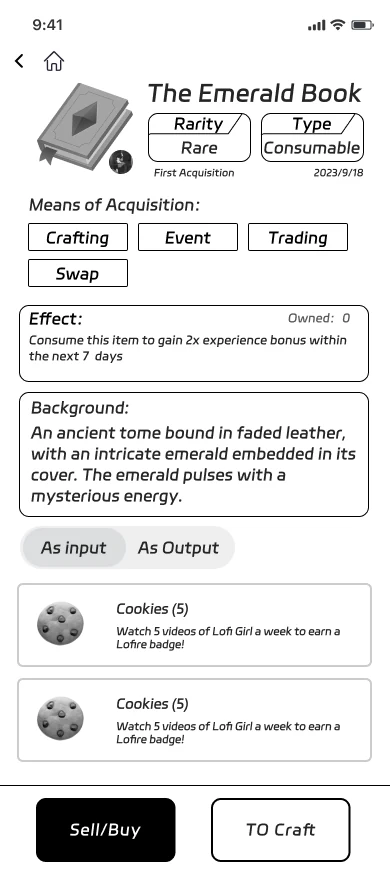 9:41
The Emerald Book
Rarity
Rare
Type
Consumable
First Acquisition
2023/9/18
Means of Acquisition:
Crafting
Event
Trading
Swap
Effect:
Owned: 0
Consume this item to gain 2x experience bonus within
the next 7 days
Background:
An ancient tome bound in faded leather,
with an intricate emerald embedded in its
cover. The emerald pulses with a
mysterious energy.
As input
As Output
Cookies (5)
Watch 5 videos of Lofi Girl a week to earn a
Lofire badge!
Cookies (5)
Watch 5 videos of Lofi Girl a week to earn a
Lofire badge!
Sell/Buy
TO Craft